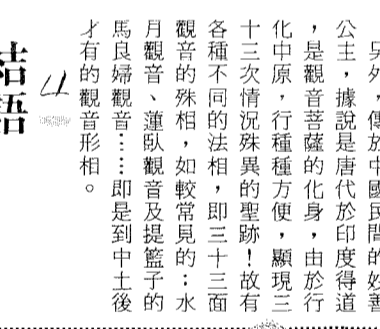 另外，傳於中國民間的妙善
公主，據說是唐代於印度得道
，是觀音菩薩的化身，由於行
化中原，行種種方便，顯現三
十三次情況殊異的聖跡！故有
各種不同的法相，即三十三面
觀音的殊相，如較常見的：水
月觀音、蓮臥觀音及提籃子的
馬良婦觀音……即是到中土後
才有的觀音形相。
結語